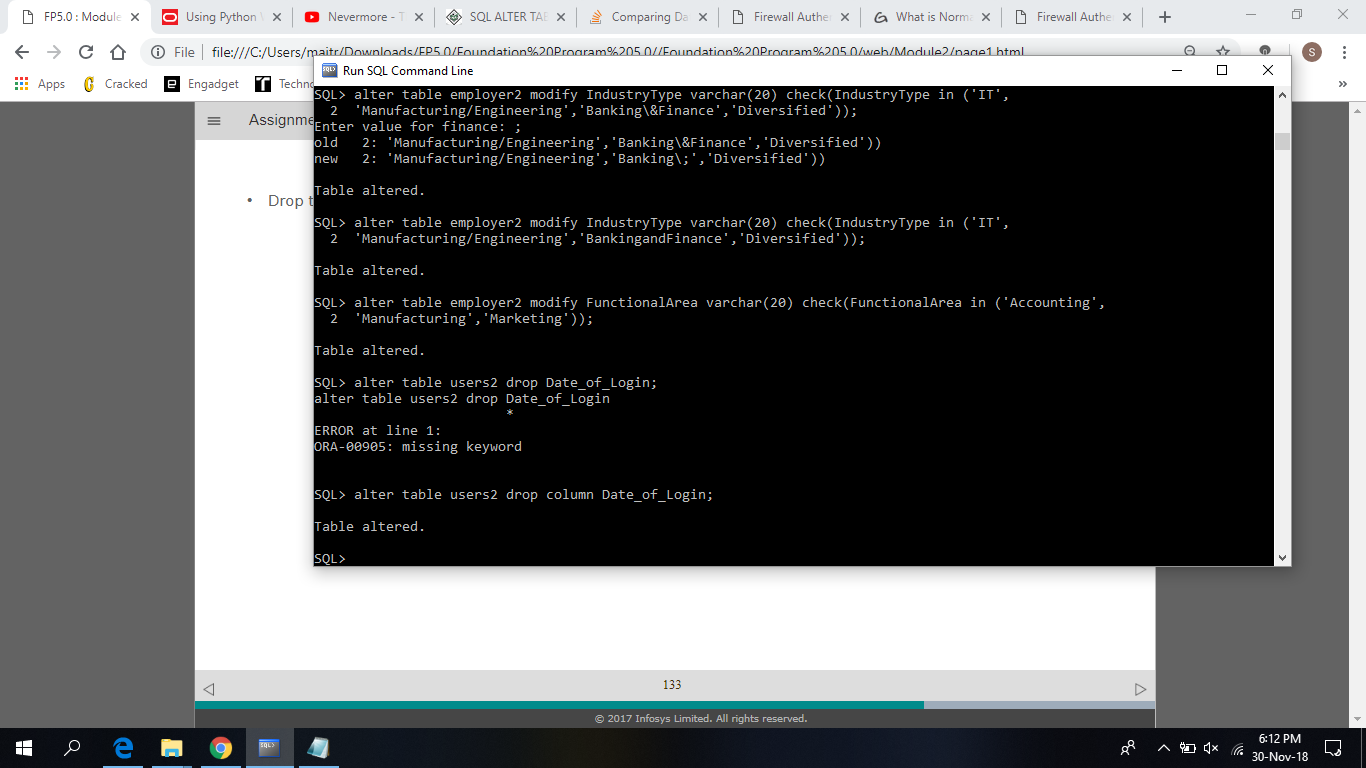 FP5.0 : Module
Using Python
Nevermore - T
SQL ALTER TAB
Comparing Da
Firewall Authe
What is Norma
Firewall Authe
File
file:///C:/Users/maitr/Downloads/FP5.0/Foundation%20Program%205.0//Foundation%20Program%205.0/web/Module2/page1.html
S
Apps
Cracked
Engadget
Techn
»
Run SQL Command Line
Assignme
• Drop t
SQL> alter table employer2 modify IndustryType varchar(20) check(IndustryType in ('IT',
2 'Manufacturing/Engineering','Banking\&Finance','Diversified'));
Enter value for finance: ;
old 2: 'Manufacturing/Engineering','Banking\&Finance','Diversified'))
new 2: 'Manufacturing/Engineering','Banking\;','Diversified'))
Table altered.
SQL> alter table employer2 modify IndustryType varchar(20) check(IndustryType in ('IT',
2 'Manufacturing/Engineering','BankingandFinance','Diversified'));
Table altered.
SQL> alter table employer2 modify FunctionalArea varchar(20) check(FunctionalArea in ('Accounting',
2 'Manufacturing','Marketing'));
Table altered.
SQL> alter table users2 drop Date_of_Login;
alter table users2 drop Date_of_Login
*
ERROR at line 1:
ORA-00905: missing keyword
SQL> alter table users2 drop column Date_of_Login;
Table altered.
SQL>
133
© 2017 Infosys Limited. All rights reserved.
6:12 PM
30-Nov-18